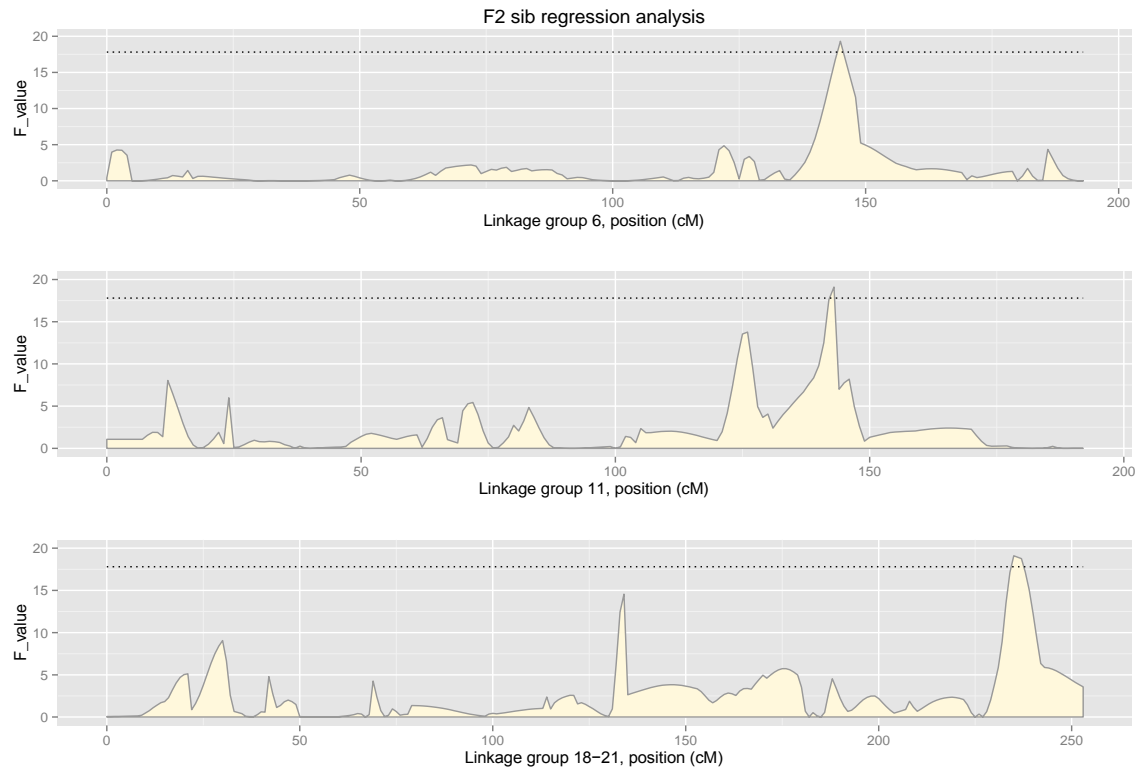 F2 sib regression analysis
20
15
10
5
0
F_value
0 50 100 150 200
Linkage group 6, position (cM)
20
15
10
5
0
F_value
0 50 100 150 200
Linkage group 11, position (cM)
20
15
10
5
0
F_value
0 50 100 150 200 250
Linkage group 18−21, position (cM)